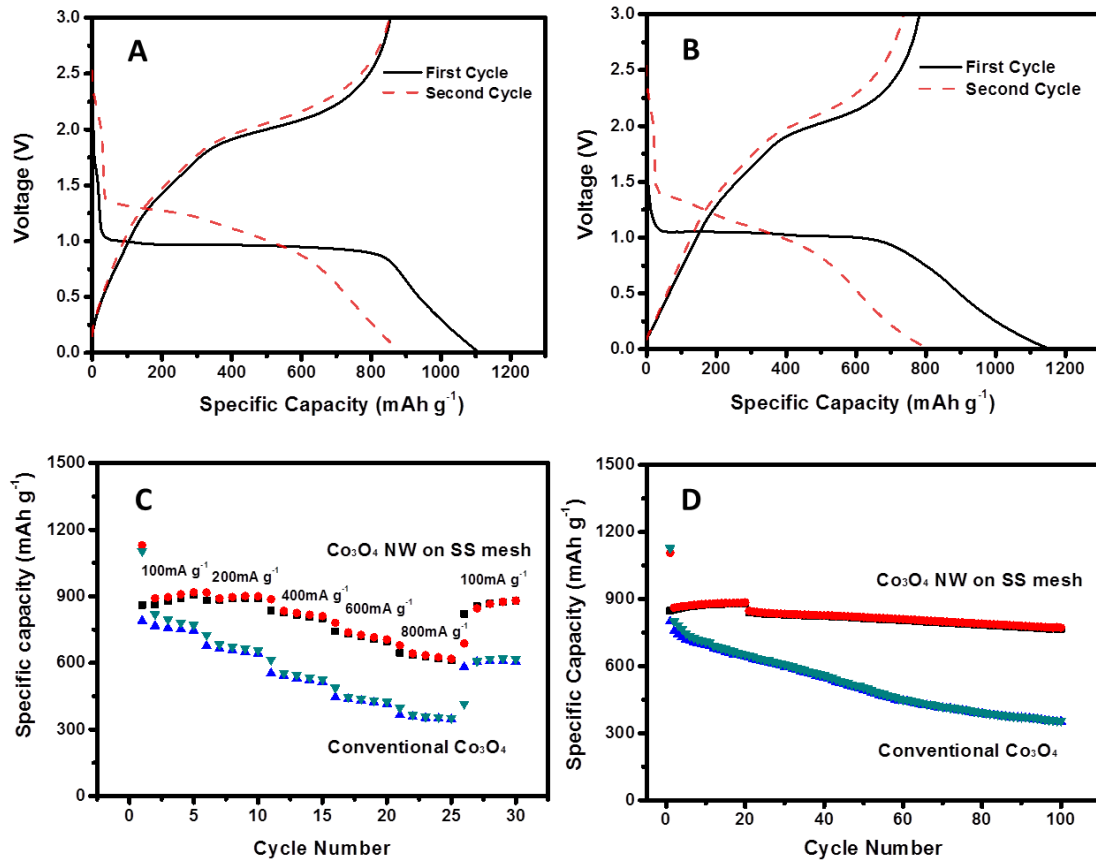 A
First Cycle
Second Cycle
Voltage (V)
3.0
2.5
2.0
1.5
1.0
0.5
0.0
0 200 400 600 800 1000 1200
Specific Capacity (mAh g⁻¹)
B
First Cycle
Second Cycle
Voltage (V)
3.0
2.5
2.0
1.5
1.0
0.5
0.0
0 200 400 600 800 1000 1200
Specific Capacity (mAh g⁻¹)
C
Co₃O₄ NW on SS mesh
100mA g⁻¹
200mA g⁻¹
400mA g⁻¹
600mA g⁻¹
800mA g⁻¹
100mA g⁻¹
Conventional Co₃O₄
Specific capacity (mAh g⁻¹)
1500
1200
900
600
300
0
0 5 10 15 20 25 30
Cycle Number
D
Co₃O₄ NW on SS mesh
Conventional Co₃O₄
Specific Capacity (mAh g⁻¹)
1500
1200
900
600
300
0
0 20 40 60 80 100
Cycle Number